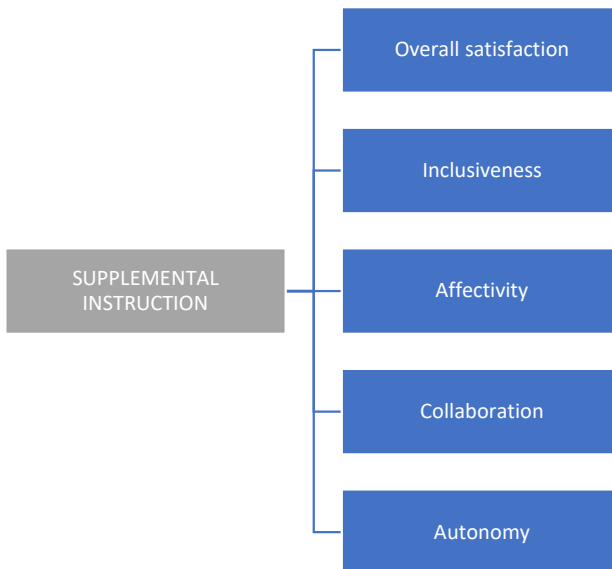 Overall satisfaction
Inclusiveness
SUPPLEMENTAL
INSTRUCTION
Affectivity
Collaboration
Autonomy